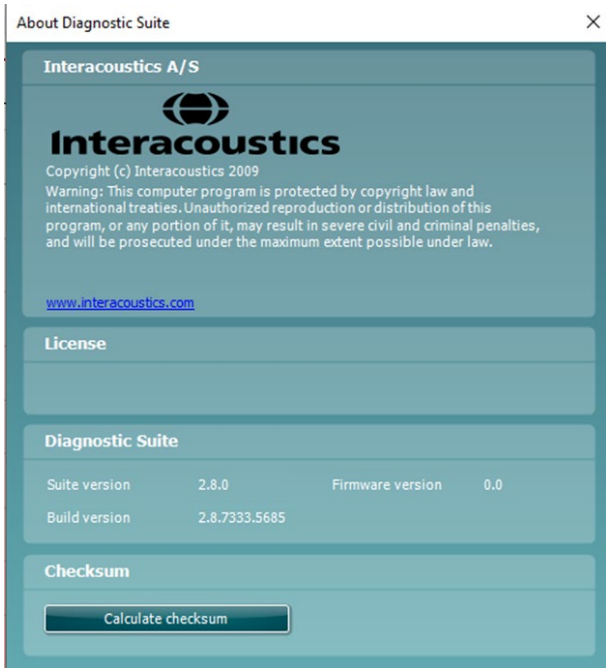 About Diagnostic Suite
Interacoustics A/S
Interacoustics
Copyright (c) Interacoustics 2009
Warning: This computer program is protected by copyright law and
international treaties. Unauthorized reproduction or distribution of this
program, or any portion of it, may result in severe civil and criminal penalties,
and will be prosecuted under the maximum extent possible under law.
www.interacoustics.com
License
Diagnostic Suite
Suite version 2.8.0 Firmware version 0.0
Build version 2.8.7333.5685
Checksum
Calculate checksum